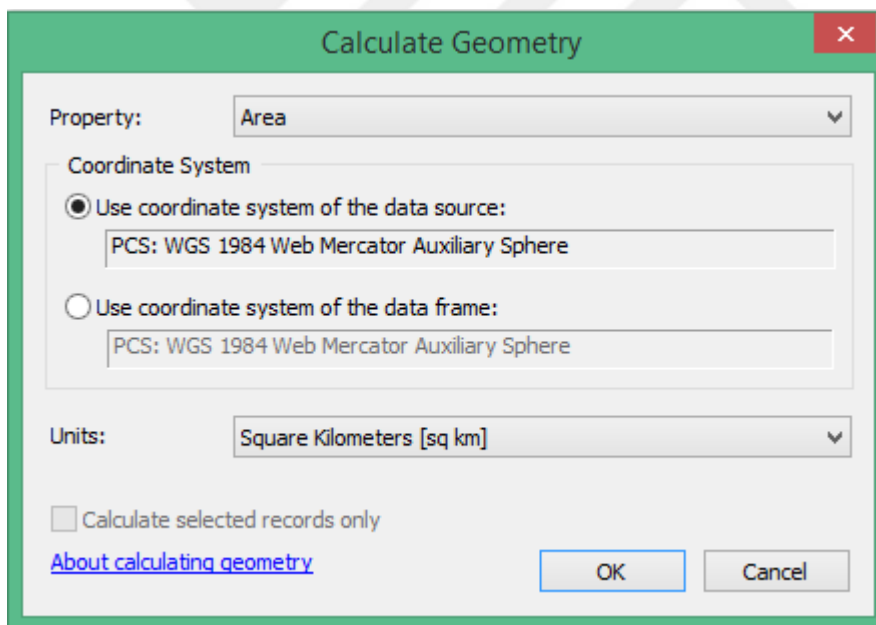 Calculate Geometry
Property: Area
Coordinate System
Use coordinate system of the data source:
PCS: WGS 1984 Web Mercator Auxiliary Sphere
Use coordinate system of the data frame:
PCS: WGS 1984 Web Mercator Auxiliary Sphere
Units: Square Kilometers [sq km]
Calculate selected records only
About calculating geometry OK Cancel